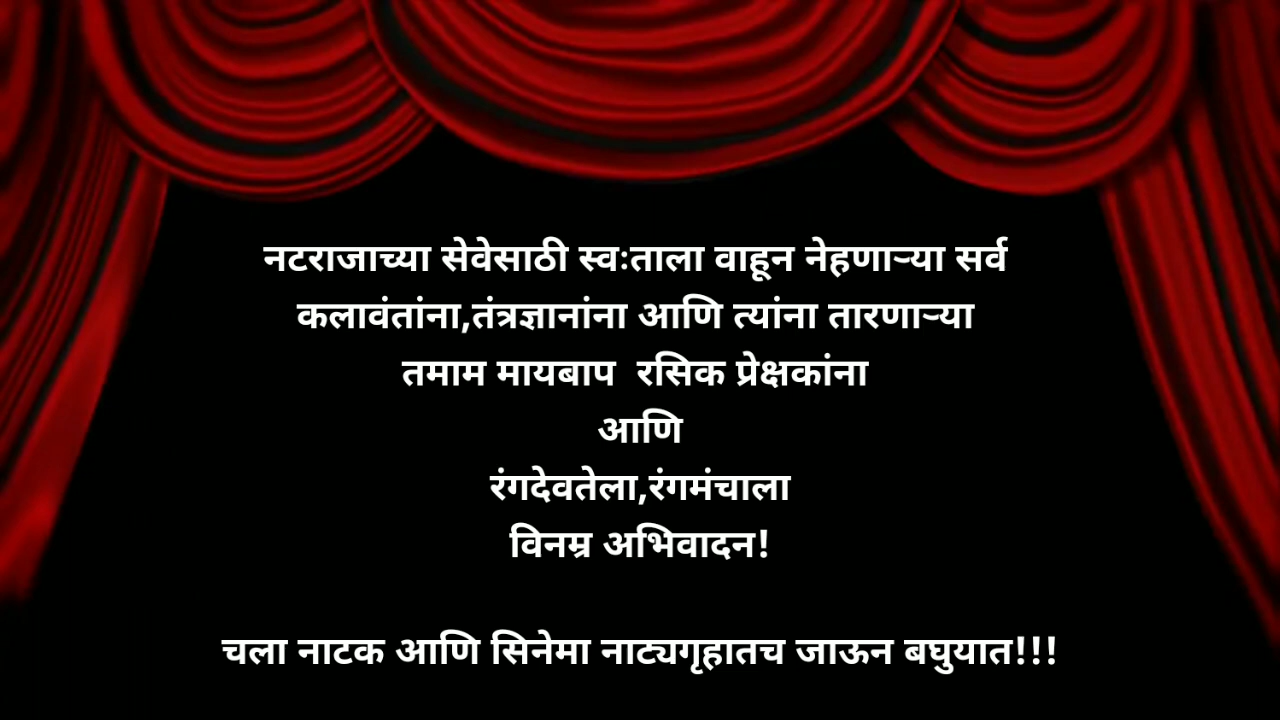 नटराजाच्या सेवेसाठी स्वःताला वाहून नेहणाऱ्या सर्व
कलावंतांना,तंत्रज्ञानांना आणि त्यांना तारणाऱ्या
तमाम मायबाप  रसिक प्रेक्षकांना
आणि
रंगदेवतेला,रंगमंचाला
विनम्र अभिवादन!
चला नाटक आणि सिनेमा नाट्यगृहातच जाऊन बघुयात!!!